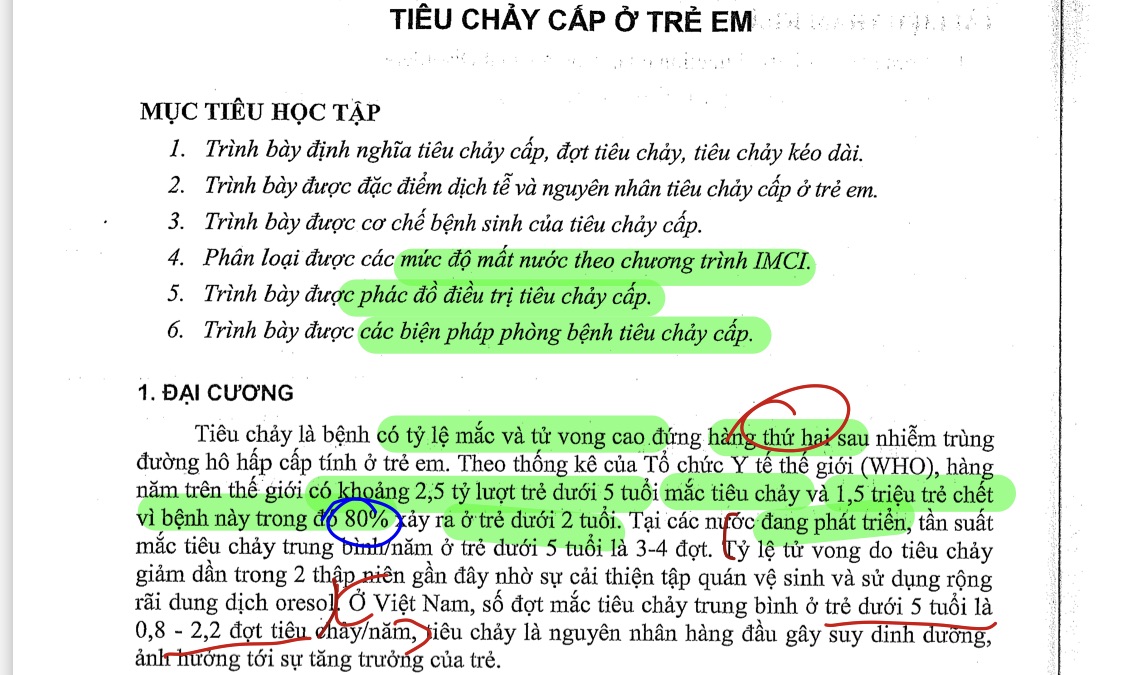 TIÊU CHẢY CẤP Ở TRẺ EM
MỤC TIÊU HỌC TẬP
1. Trình bày định nghĩa tiêu chảy cấp, đợt tiêu chảy, tiêu chảy kéo dài.
2. Trình bày được đặc điểm dịch tễ và nguyên nhân tiêu chảy cấp ở trẻ em.
3. Trình bày được cơ chế bệnh sinh của tiêu chảy cấp.
4. Phân loại được các mức độ mất nước theo chương trình IMCI.
5. Trình bày được phác đồ điều trị tiêu chảy cấp.
6. Trình bày được các biện pháp phòng bệnh tiêu chảy cấp.
1. ĐẠI CƯƠNG
Tiêu chảy là bệnh có tỷ lệ mắc và tử vong cao đứng hàng thứ hai sau nhiễm trùng
đường hô hấp cấp tính ở trẻ em. Theo thống kê của Tổ chức Y tế thế giới (WHO), hàng
năm trên thế giới có khoảng 2,5 tỷ lượt trẻ dưới 5 tuổi mắc tiêu chảy và 1,5 triệu trẻ chết
vì bệnh này trong đó 80% xảy ra ở trẻ dưới 2 tuổi. Tại các nước đang phát triển, tần suất
mắc tiêu chảy trung bình/năm ở trẻ dưới 5 tuổi là 3-4 đợt. Tỷ lệ tử vong do tiêu chảy
giảm dần trong 2 thập niên gần đây nhờ sự cải thiện tập quán vệ sinh và sử dụng rộng
rãi dung dịch oresol. Ở Việt Nam, số đợt mắc tiêu chảy trung bình ở trẻ dưới 5 tuổi là
0,8 - 2,2 đợt tiêu chảy/năm, tiêu chảy là nguyên nhân hàng đầu gây suy dinh dưỡng,
ảnh hưởng tới sự tăng trưởng của trẻ.